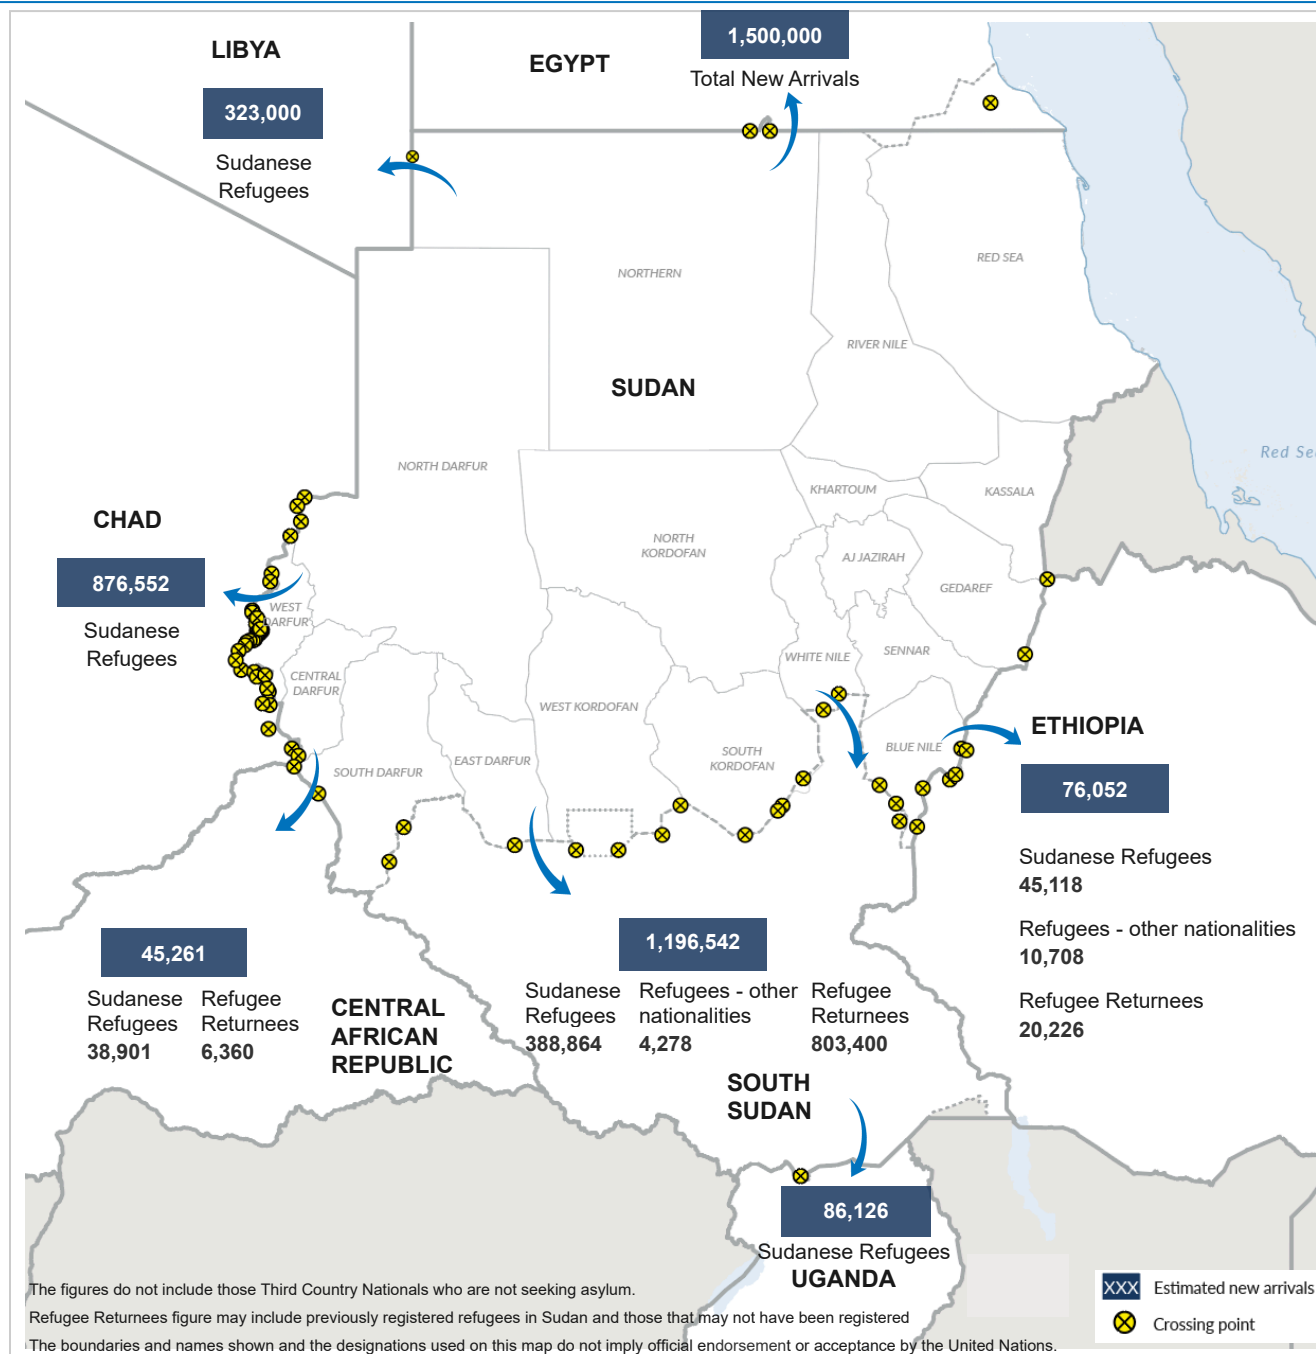 LIBYA
323,000
Sudanese
Refugees
EGYPT
1,500,000
Total New Arrivals
NORTHERN
RED SEA
RIVER NILE
SUDAN
NORTH DARFUR
KHARTOUM
KASSALA
Red Se
CHAD
876,552
Sudanese
Refugees
NORTH
KORDOFAN
AJ JAZIRAH
GEDAREF
WEST
DARFUR
CENTRAL
DARFUR
WHITE NILE
SENNAR
WEST KORDOFAN
SOUTH
KORDOFAN
BLUE NILE
EAST DARFUR
SOUTH DARFUR
ETHIOPIA
76,052
Sudanese Refugees
45,118
Refugees - other nationalities
10,708
Refugee Returnees
20,226
45,261
Sudanese
Refugees
38,901
Refugee
Returnees
6,360
CENTRAL
AFRICAN
REPUBLIC
1,196,542
Sudanese
Refugees
388,864
Refugees - other
nationalities
4,278
Refugee
Returnees
803,400
SOUTH
SUDAN
86,126
Sudanese Refugees
UGANDA
The figures do not include those Third Country Nationals who are not seeking asylum.
Refugee Returnees figure may include previously registered refugees in Sudan and those that may not have been registered
The boundaries and names shown and the designations used on this map do not imply official endorsement or acceptance by the United Nations.
XXX Estimated new arrivals
Crossing point